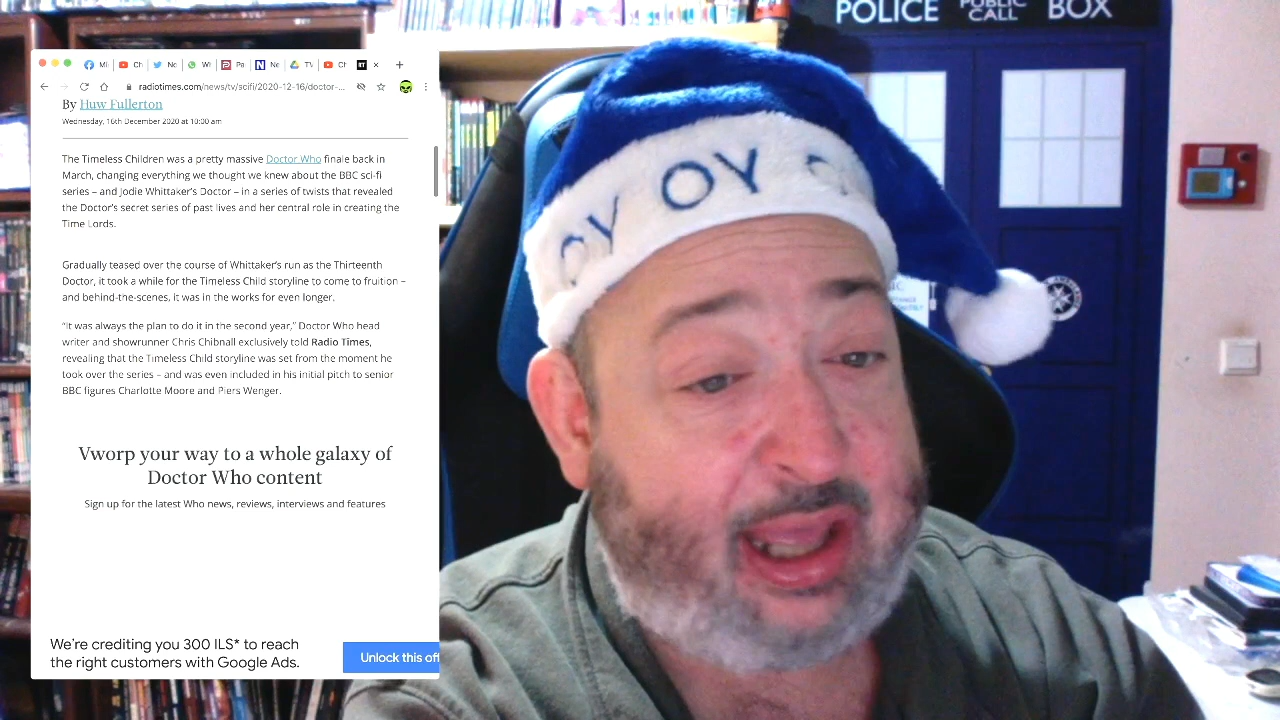 POLICE PUBLIC CALL BOX
Mi
Ch
No
W
Po
Ne
TV
Ch
RT
radiotimes.com/news/tv/scifi/2020-12-16/doctor-...
By Huw Fullerton
Wednesday, 16th December 2020 at 10:00 am
The Timeless Children was a pretty massive Doctor Who finale back in
March, changing everything we thought we knew about the BBC sci-fi
series – and Jodie Whittaker's Doctor – in a series of twists that revealed
the Doctor's secret series of past lives and her central role in creating the
Time Lords.
Gradually teased over the course of Whittaker's run as the Thirteenth
Doctor, it took a while for the Timeless Child storyline to come to fruition –
and behind-the-scenes, it was in the works for even longer.
"It was always the plan to do it in the second year," Doctor Who head
writer and showrunner Chris Chibnall exclusively told Radio Times,
revealing that the Timeless Child storyline was set from the moment he
took over the series – and was even included in his initial pitch to senior
BBC figures Charlotte Moore and Piers Wenger.
Vworp your way to a whole galaxy of
Doctor Who content
Sign up for the latest Who news, reviews, interviews and features
We're crediting you 300 ILS* to reach
the right customers with Google Ads.
Unlock this off
OY OY